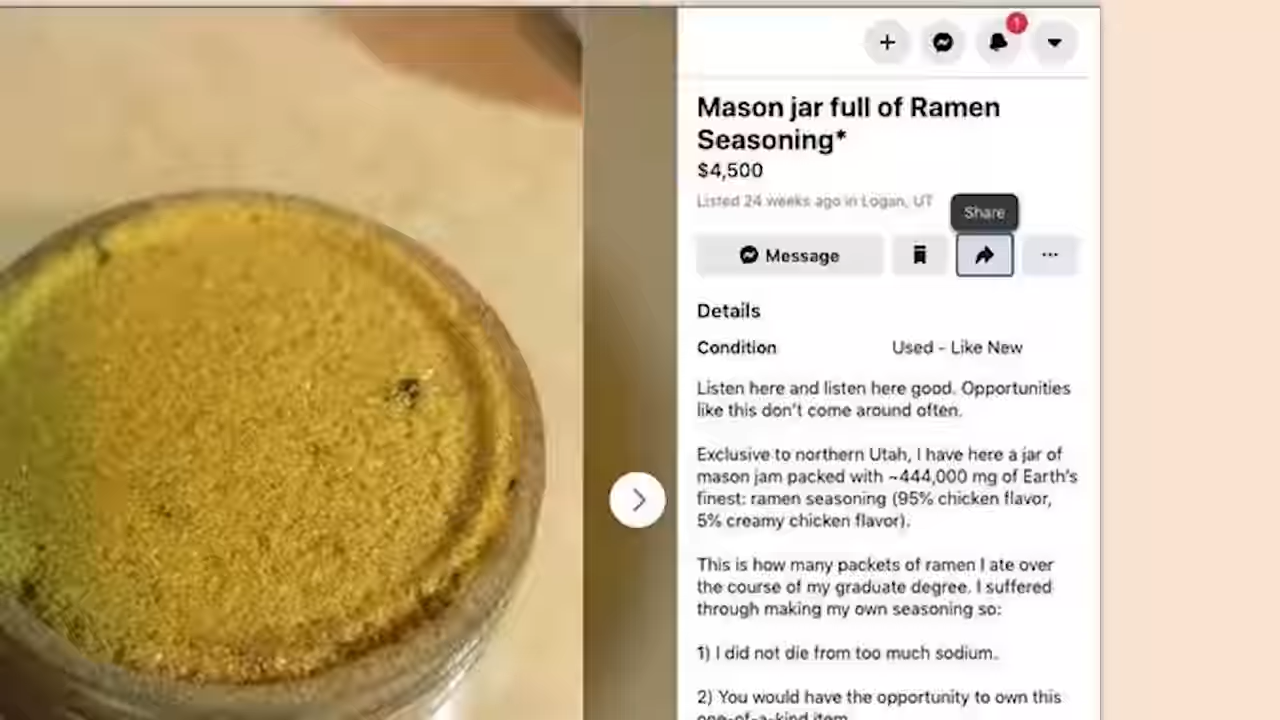 1
Mason jar full of Ramen
Seasoning*
$4,500
Listed 24 weeks ago in Logan, UT
Share
Message
Details
Condition Used - Like New
Listen here and listen here good. Opportunities
like this don't come around often.
Exclusive to northern Utah, I have here a jar of
mason jam packed with ~444,000 mg of Earth's
finest: ramen seasoning (95% chicken flavor,
5% creamy chicken flavor).
This is how many packets of ramen I ate over
the course of my graduate degree. I suffered
through making my own seasoning so:
1) I did not die from too much sodium.
2) You would have the opportunity to own this
one-of-a-kind item